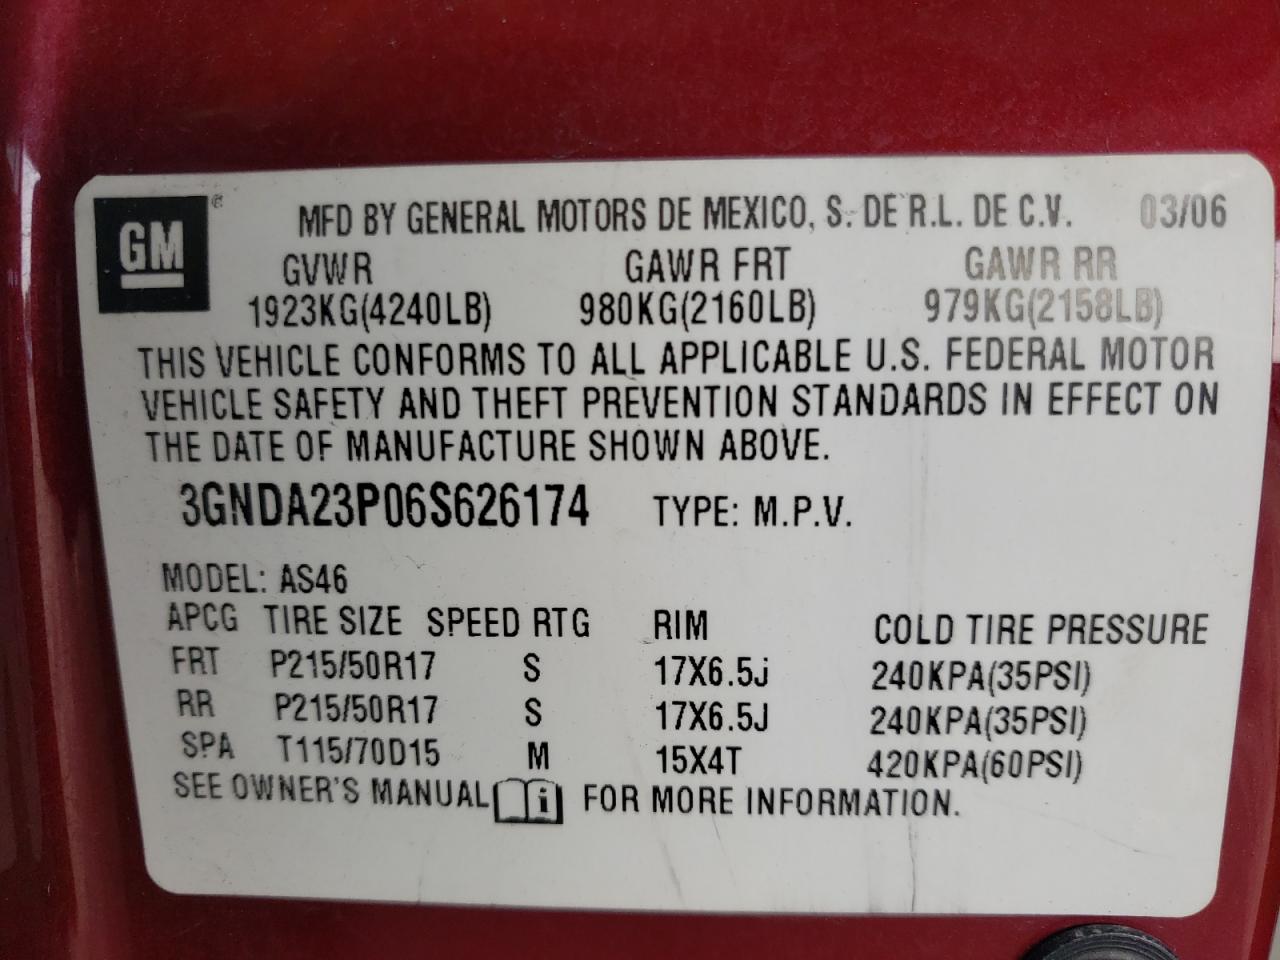 GM® MFD BY GENERAL MOTORS DE MEXICO, S. DE R.L. DE C.V. 03/06
GVWR GAWR FRT GAWR RR
1923KG(4240LB) 980KG(2160LB) 979KG(2158LB)
THIS VEHICLE CONFORMS TO ALL APPLICABLE U.S. FEDERAL MOTOR
VEHICLE SAFETY AND THEFT PREVENTION STANDARDS IN EFFECT ON
THE DATE OF MANUFACTURE SHOWN ABOVE.
3GNDA23P06S626174 TYPE: M.P.V.
MODEL: AS46
APCG TIRE SIZE SPEED RTG RIM COLD TIRE PRESSURE
FRT P215/50R17 S 17X6.5j 240KPA(35PSI)
RR P215/50R17 S 17X6.5J 240KPA(35PSI)
SPA T115/70D15 M 15X4T 420KPA(60PSI)
SEE OWNER'S MANUAL i FOR MORE INFORMATION.